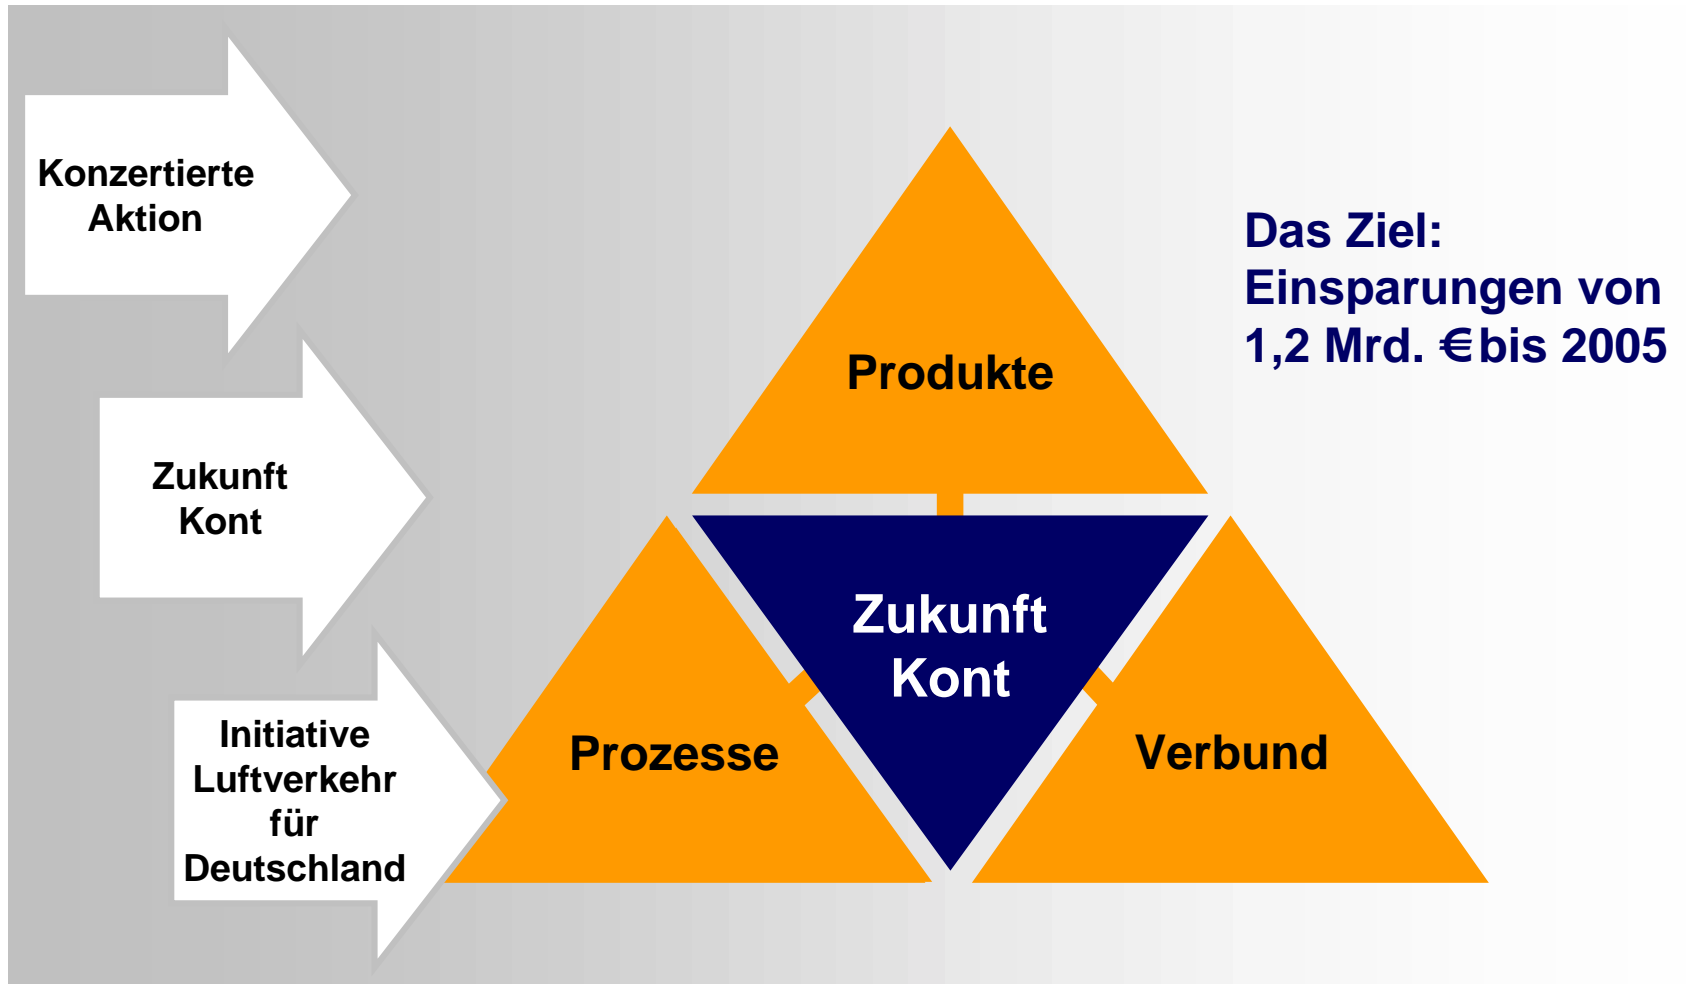 Konzertierte
Aktion
Zukunft
Kont
Initiative
Luftverkehr
für
Deutschland
Produkte
Prozesse
Zukunft
Kont
Verbund
Das Ziel:
Einsparungen von
1,2 Mrd. € bis 2005